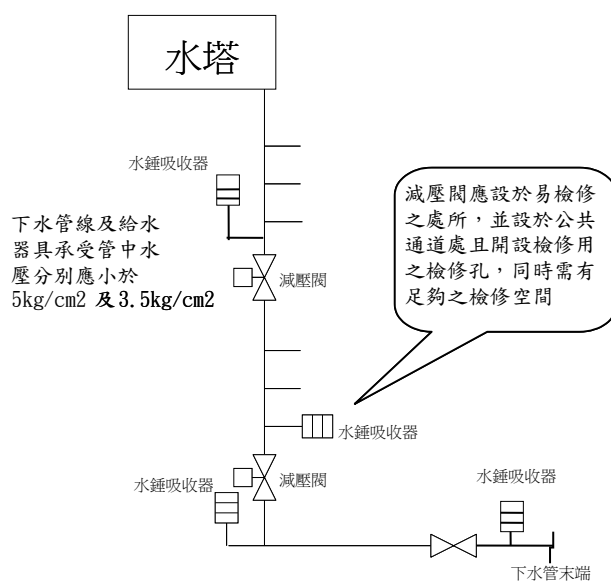 水塔
水錘吸收器
減壓閥應設於易檢修
之處所，並設於公共
通道處且開設檢修用
之檢修孔，同時需有
足夠之檢修空間
下水管線及給水
器具承受管中水
壓分別應小於
5kg/cm2 及3.5kg/cm2
減壓閥
水錘吸收器
水錘吸收器
減壓閥
水錘吸收器
下水管末端